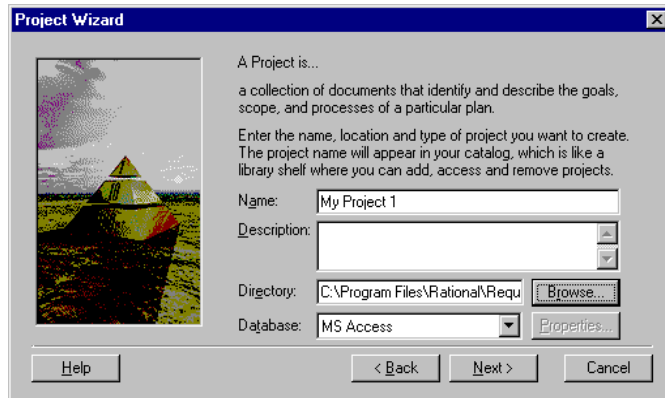 Project Wizard
A Project is...
a collection of documents that identify and describe the goals,
scope, and processes of a particular plan.
Enter the name, location and type of project you want to create.
The project name will appear in your catalog, which is like a
library shelf where you can add, access and remove projects.
Name: My Project 1
Description:
Directory: C:\Program Files\Rational\Requ Browse...
Database: MS Access Properties...
Help < Back Next > Cancel